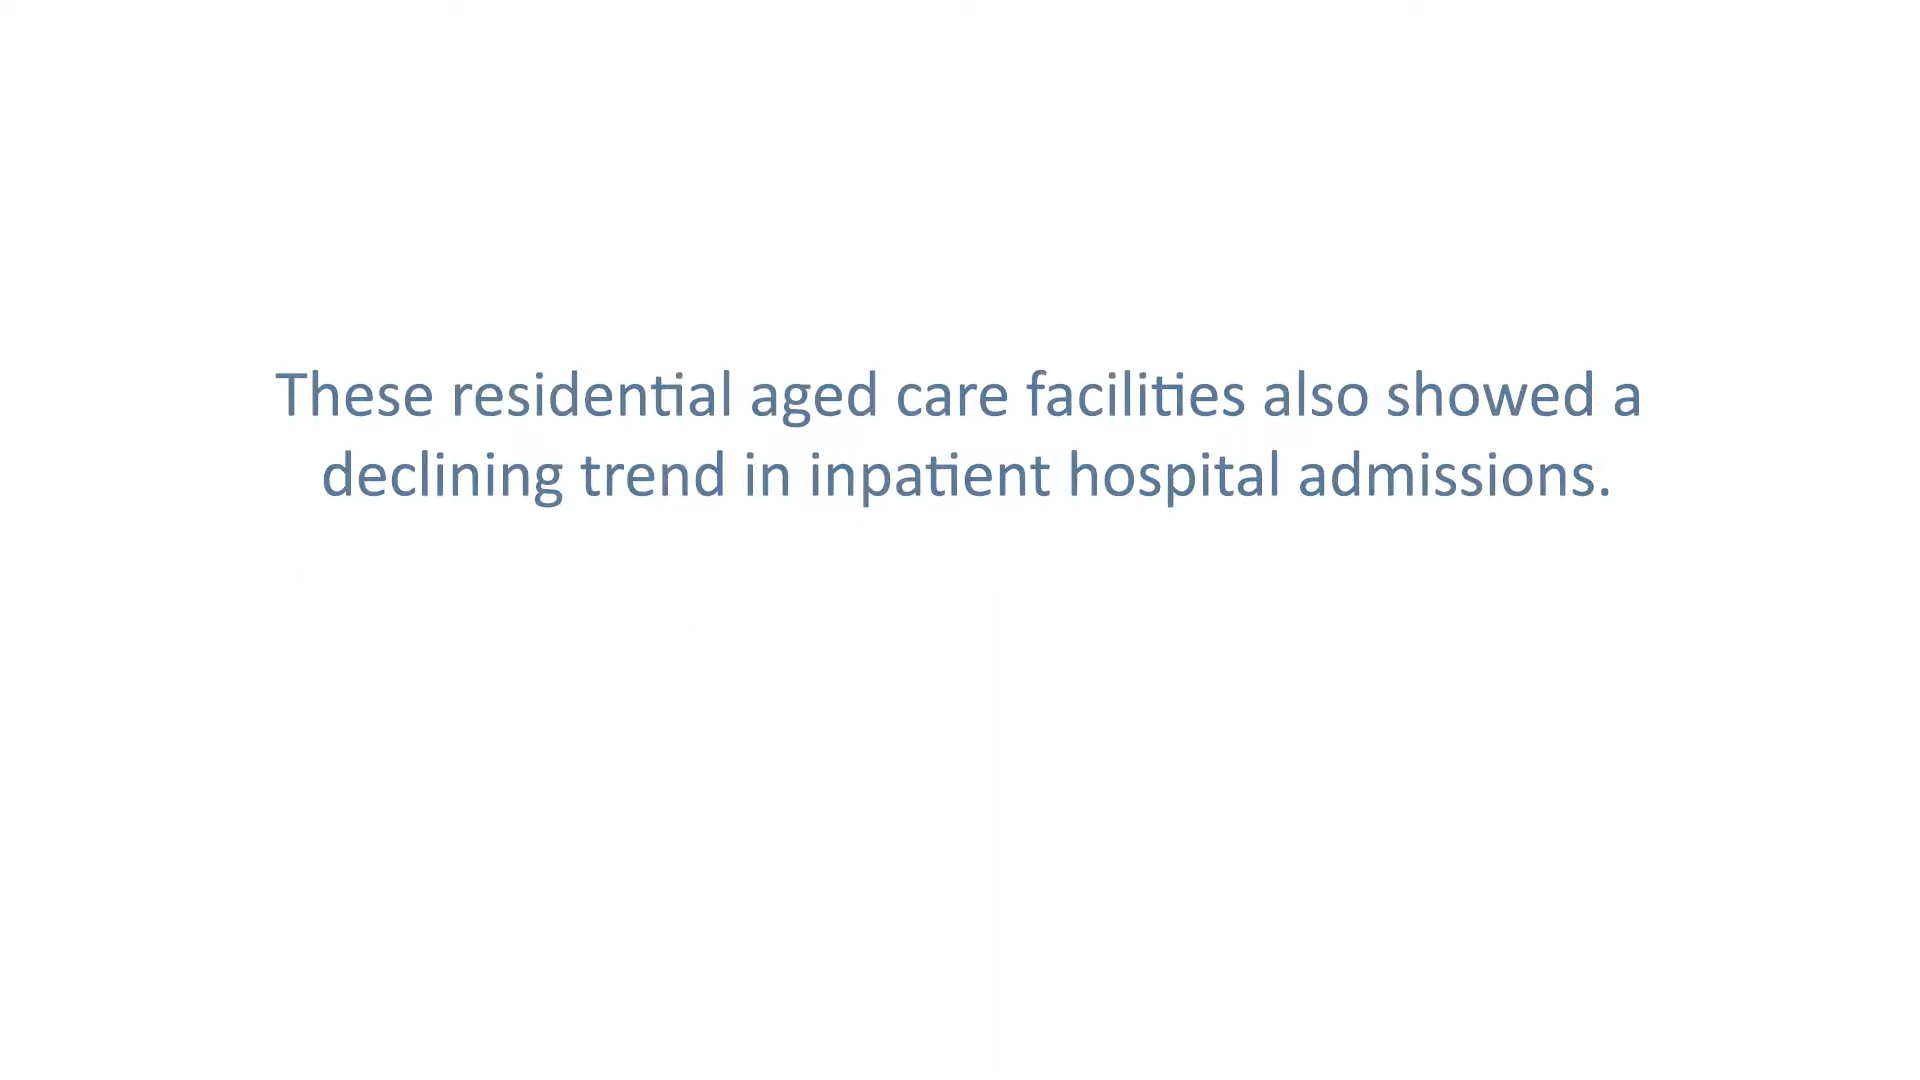 These residential aged care facilities also showed a
declining trend in inpatient hospital admissions.